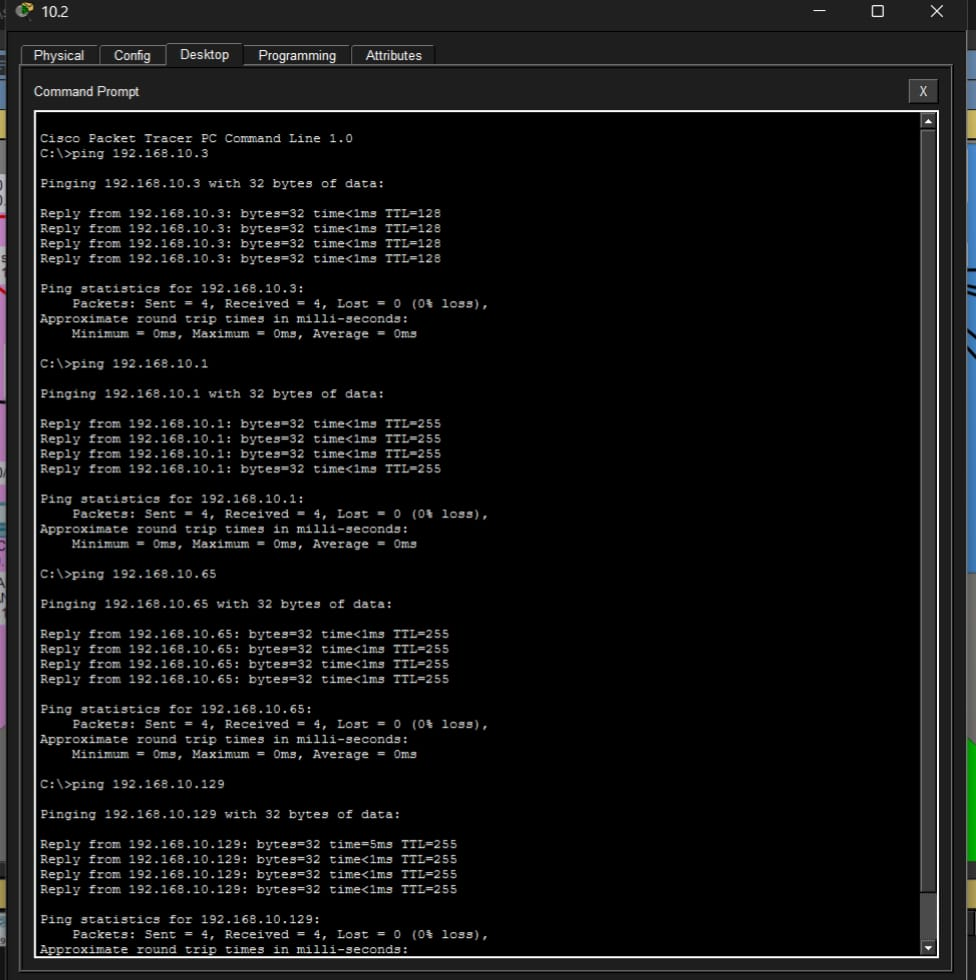 10.2
Physical Config Desktop Programming Attributes
Command Prompt
X
Cisco Packet Tracer PC Command Line 1.0
C:\>ping 192.168.10.3
Pinging 192.168.10.3 with 32 bytes of data:
Reply from 192.168.10.3: bytes=32 time<1ms TTL=128
Reply from 192.168.10.3: bytes=32 time<1ms TTL=128
Reply from 192.168.10.3: bytes=32 time<1ms TTL=128
Reply from 192.168.10.3: bytes=32 time<1ms TTL=128
Ping statistics for 192.168.10.3:
Packets: Sent = 4, Received = 4, Lost = 0 (0% loss),
Approximate round trip times in milli-seconds:
Minimum = 0ms, Maximum = 0ms, Average = 0ms
C:\>ping 192.168.10.1
Pinging 192.168.10.1 with 32 bytes of data:
Reply from 192.168.10.1: bytes=32 time<1ms TTL=255
Reply from 192.168.10.1: bytes=32 time<1ms TTL=255
Reply from 192.168.10.1: bytes=32 time<1ms TTL=255
Reply from 192.168.10.1: bytes=32 time<1ms TTL=255
Ping statistics for 192.168.10.1:
Packets: Sent = 4, Received = 4, Lost = 0 (0% loss),
Approximate round trip times in milli-seconds:
Minimum = 0ms, Maximum = 0ms, Average = 0ms
C:\>ping 192.168.10.65
Pinging 192.168.10.65 with 32 bytes of data:
Reply from 192.168.10.65: bytes=32 time<1ms TTL=255
Reply from 192.168.10.65: bytes=32 time<1ms TTL=255
Reply from 192.168.10.65: bytes=32 time<1ms TTL=255
Reply from 192.168.10.65: bytes=32 time<1ms TTL=255
Ping statistics for 192.168.10.65:
Packets: Sent = 4, Received = 4, Lost = 0 (0% loss),
Approximate round trip times in milli-seconds:
Minimum = 0ms, Maximum = 0ms, Average = 0ms
C:\>ping 192.168.10.129
Pinging 192.168.10.129 with 32 bytes of data:
Reply from 192.168.10.129: bytes=32 time=5ms TTL=255
Reply from 192.168.10.129: bytes=32 time<1ms TTL=255
Reply from 192.168.10.129: bytes=32 time<1ms TTL=255
Reply from 192.168.10.129: bytes=32 time<1ms TTL=255
Ping statistics for 192.168.10.129:
Packets: Sent = 4, Received = 4, Lost = 0 (0% loss),
Approximate round trip times in milli-seconds: